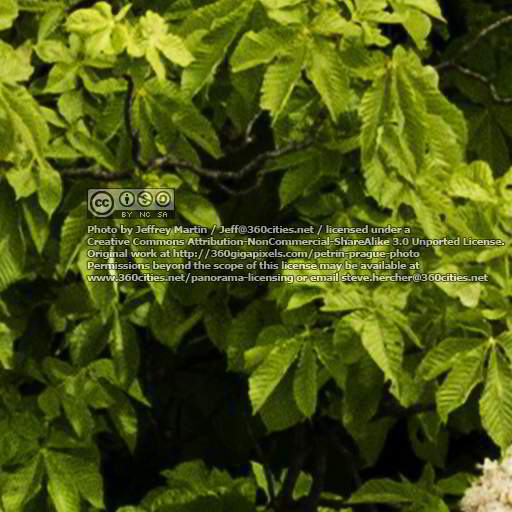 cc
BY NC SA
Photo by Jeffrey Martin / Jeff@360cities.net / licensed under a
Creative Commons Attribution-NonCommercial-ShareAlike 3.0 Unported License.
Original work at http://360gigapixels.com/petrin-prague-photo
Permissions beyond the scope of this license may be available at
www.360cities.net/panorama-licensing or email steve.hercher@360cities.net